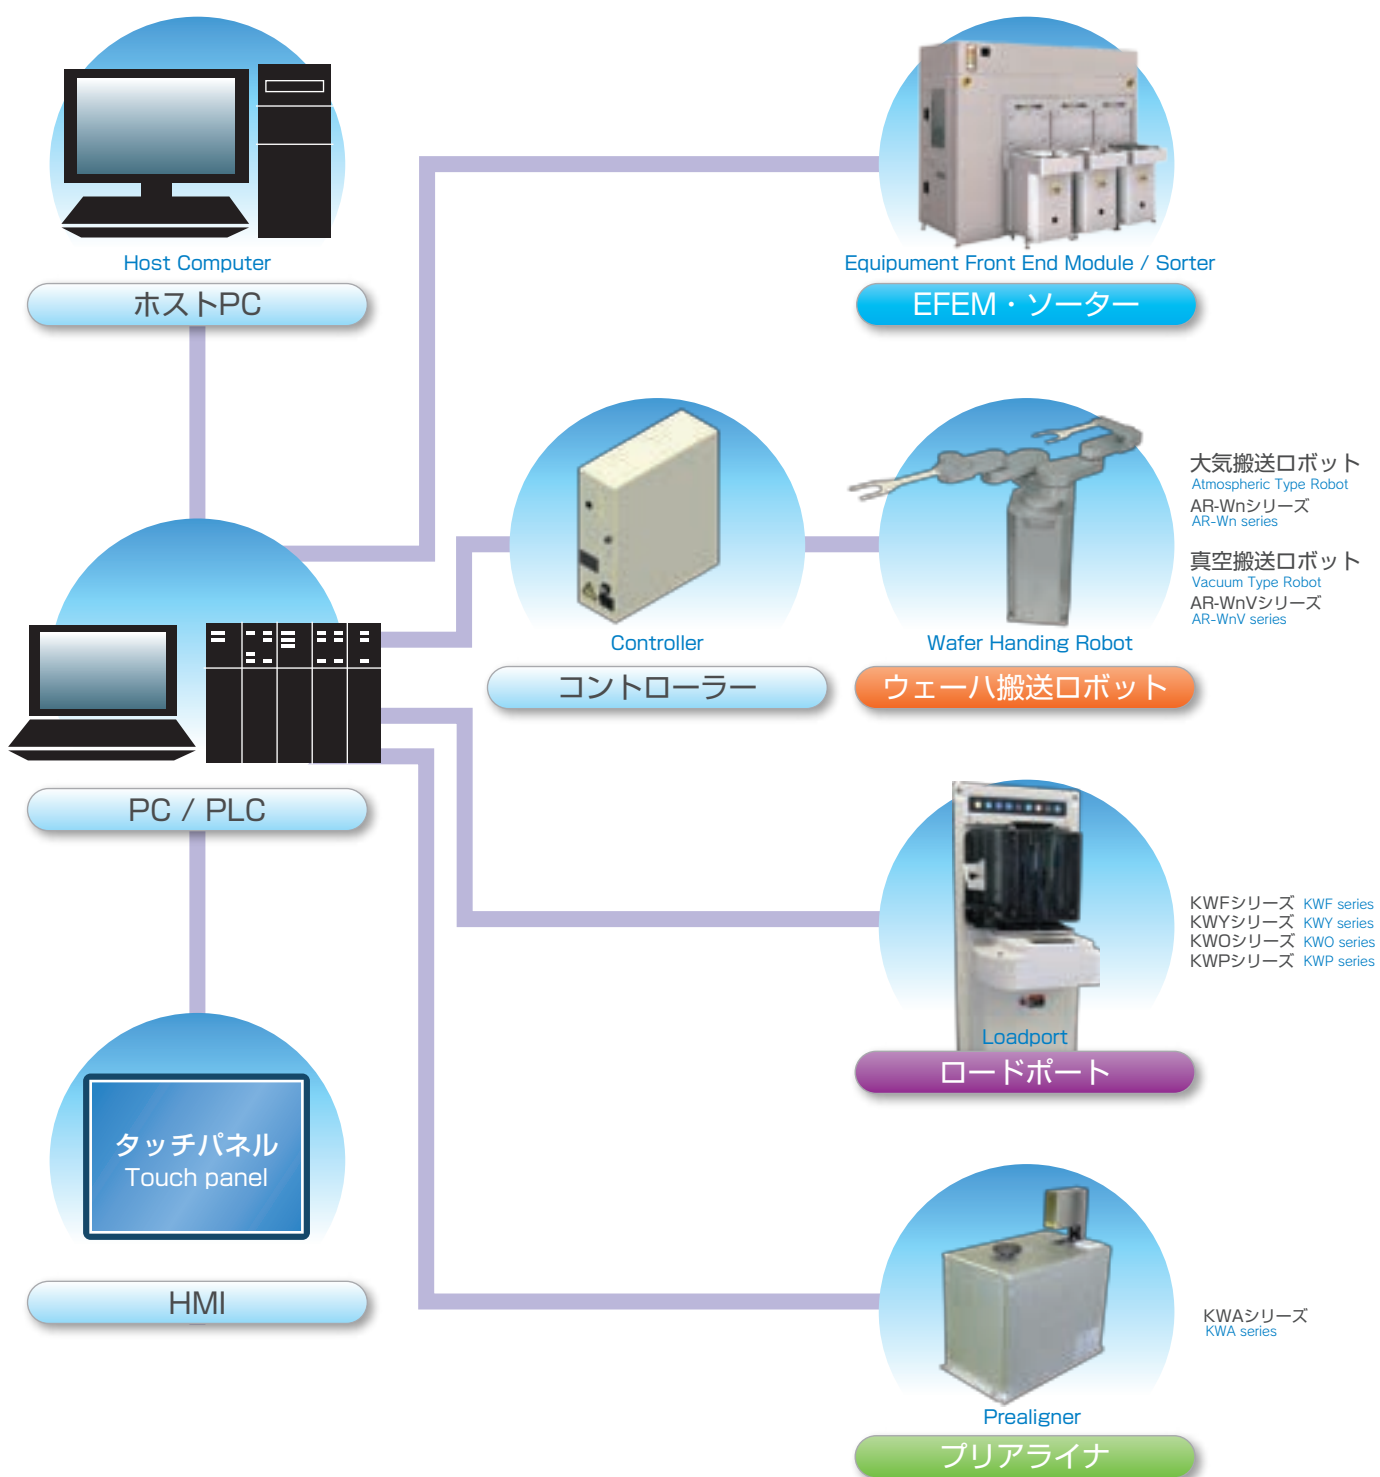 Host Computer
ホストPC
Equipument Front End Module / Sorter
EFEM・ソーター
Controller
コントローラー
Wafer Handing Robot
ウェーハ搬送ロボット
大気搬送ロボット
Atmospheric Type Robot
AR-Wnシリーズ
AR-Wn series
真空搬送ロボット
Vacuum Type Robot
AR-WnVシリーズ
AR-WnV series
PC / PLC
KWFシリーズ KWF series
KWYシリーズ KWY series
KWOシリーズ KWO series
KWPシリーズ KWP series
Loadport
ロードポート
タッチパネル
Touch panel
HMI
KWAシリーズ
KWA series
Prealigner
プリアライナ